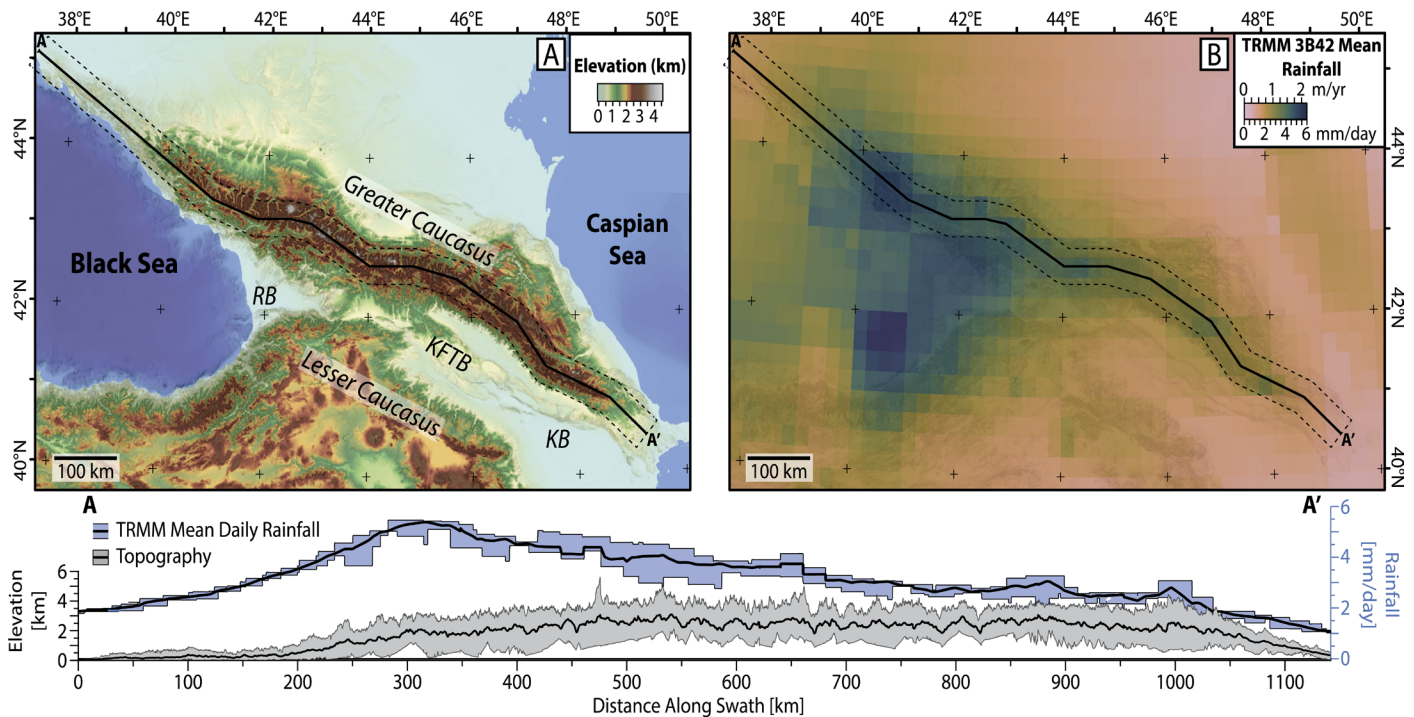 38°E 40°E 42°E 44°E 46°E 48°E 50°E
38°E 40°E 42°E 44°E 46°E 48°E 50°E
A
A
Elevation (km)
0 1 2 3 4
44°N
42°N
40°N
Greater Caucasus
Black Sea
Caspian
Sea
RB
KFTB
Lesser Caucasus
KB
A'
100 km
A
B
TRMM 3B42 Mean
Rainfall
0 1 2 m/yr
0 2 4 6 mm/day
44°N
42°N
40°N
A'
100 km
A
A'
TRMM Mean Daily Rainfall
Topography
Elevation
[km]
6
4
2
0
6
4
2
0
Rainfall
[mm/day]
0 100 200 300 400 500 600 700 800 900 1000 1100
Distance Along Swath [km]